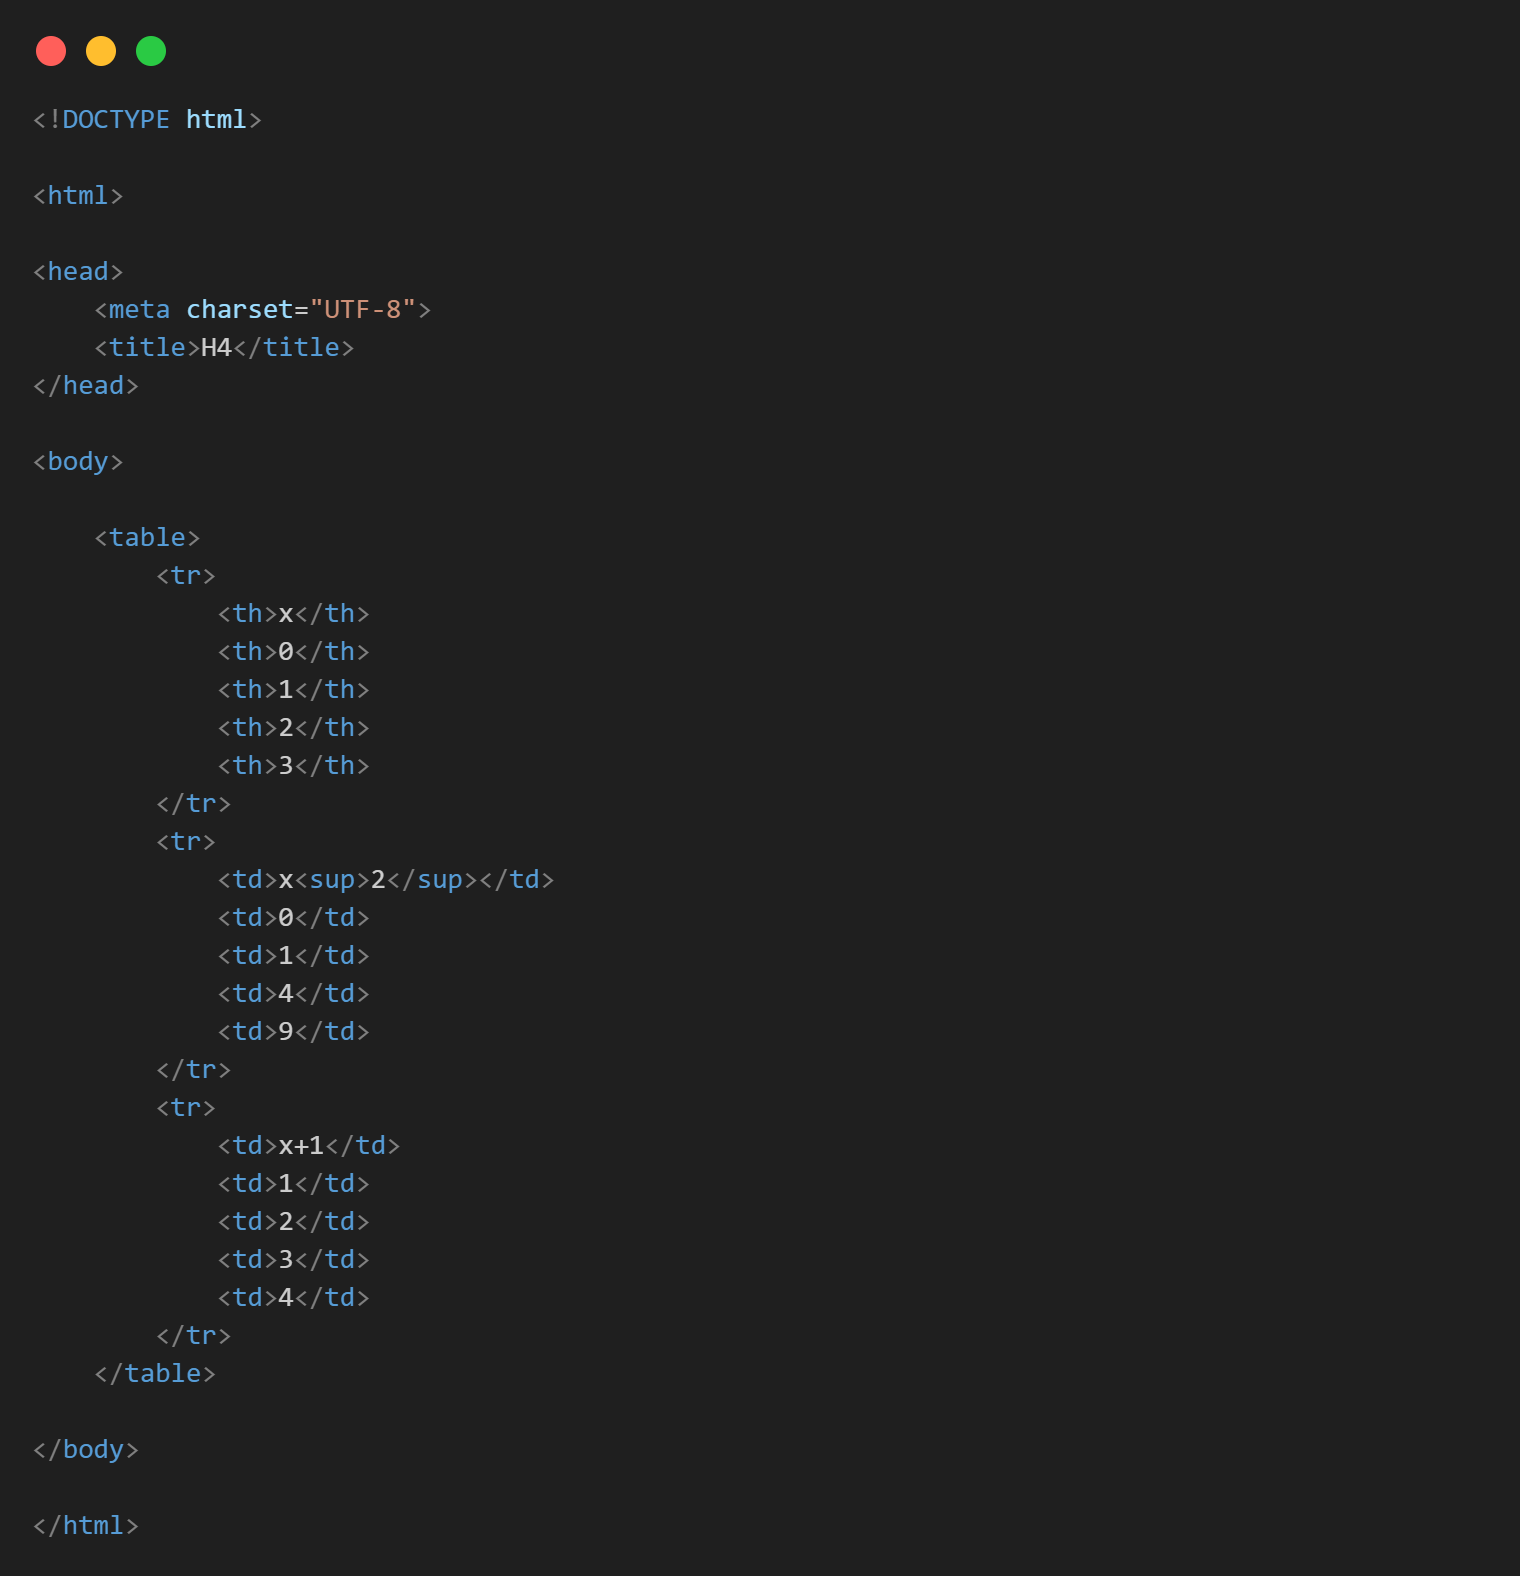 <!DOCTYPE html>
<html>
<head>
    <meta charset="UTF-8">
    <title>H4</title>
</head>
<body>
    <table>
        <tr>
            <th>x</th>
            <th>0</th>
            <th>1</th>
            <th>2</th>
            <th>3</th>
        </tr>
        <tr>
            <td>x<sup>2</sup></td>
            <td>0</td>
            <td>1</td>
            <td>4</td>
            <td>9</td>
        </tr>
        <tr>
            <td>x+1</td>
            <td>1</td>
            <td>2</td>
            <td>3</td>
            <td>4</td>
        </tr>
    </table>
</body>
</html>